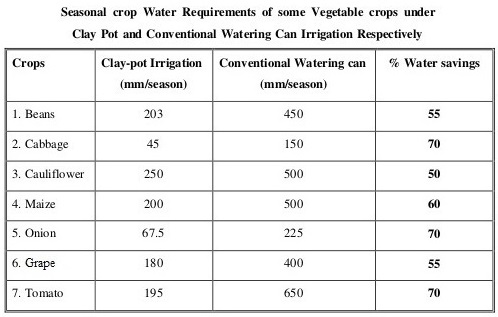 Seasonal crop Water Requirements of some Vegetable crops under
Clay Pot and Conventional Watering Can Irrigation Respectively
Crops Clay-pot Irrigation Conventional Watering can % Water savings
(mm/season) (mm/season)
1. Beans 203 450 55
2. Cabbage 45 150 70
3. Cauliflower 250 500 50
4. Maize 200 500 60
5. Onion 67.5 225 70
6. Grape 180 400 55
7. Tomato 195 650 70